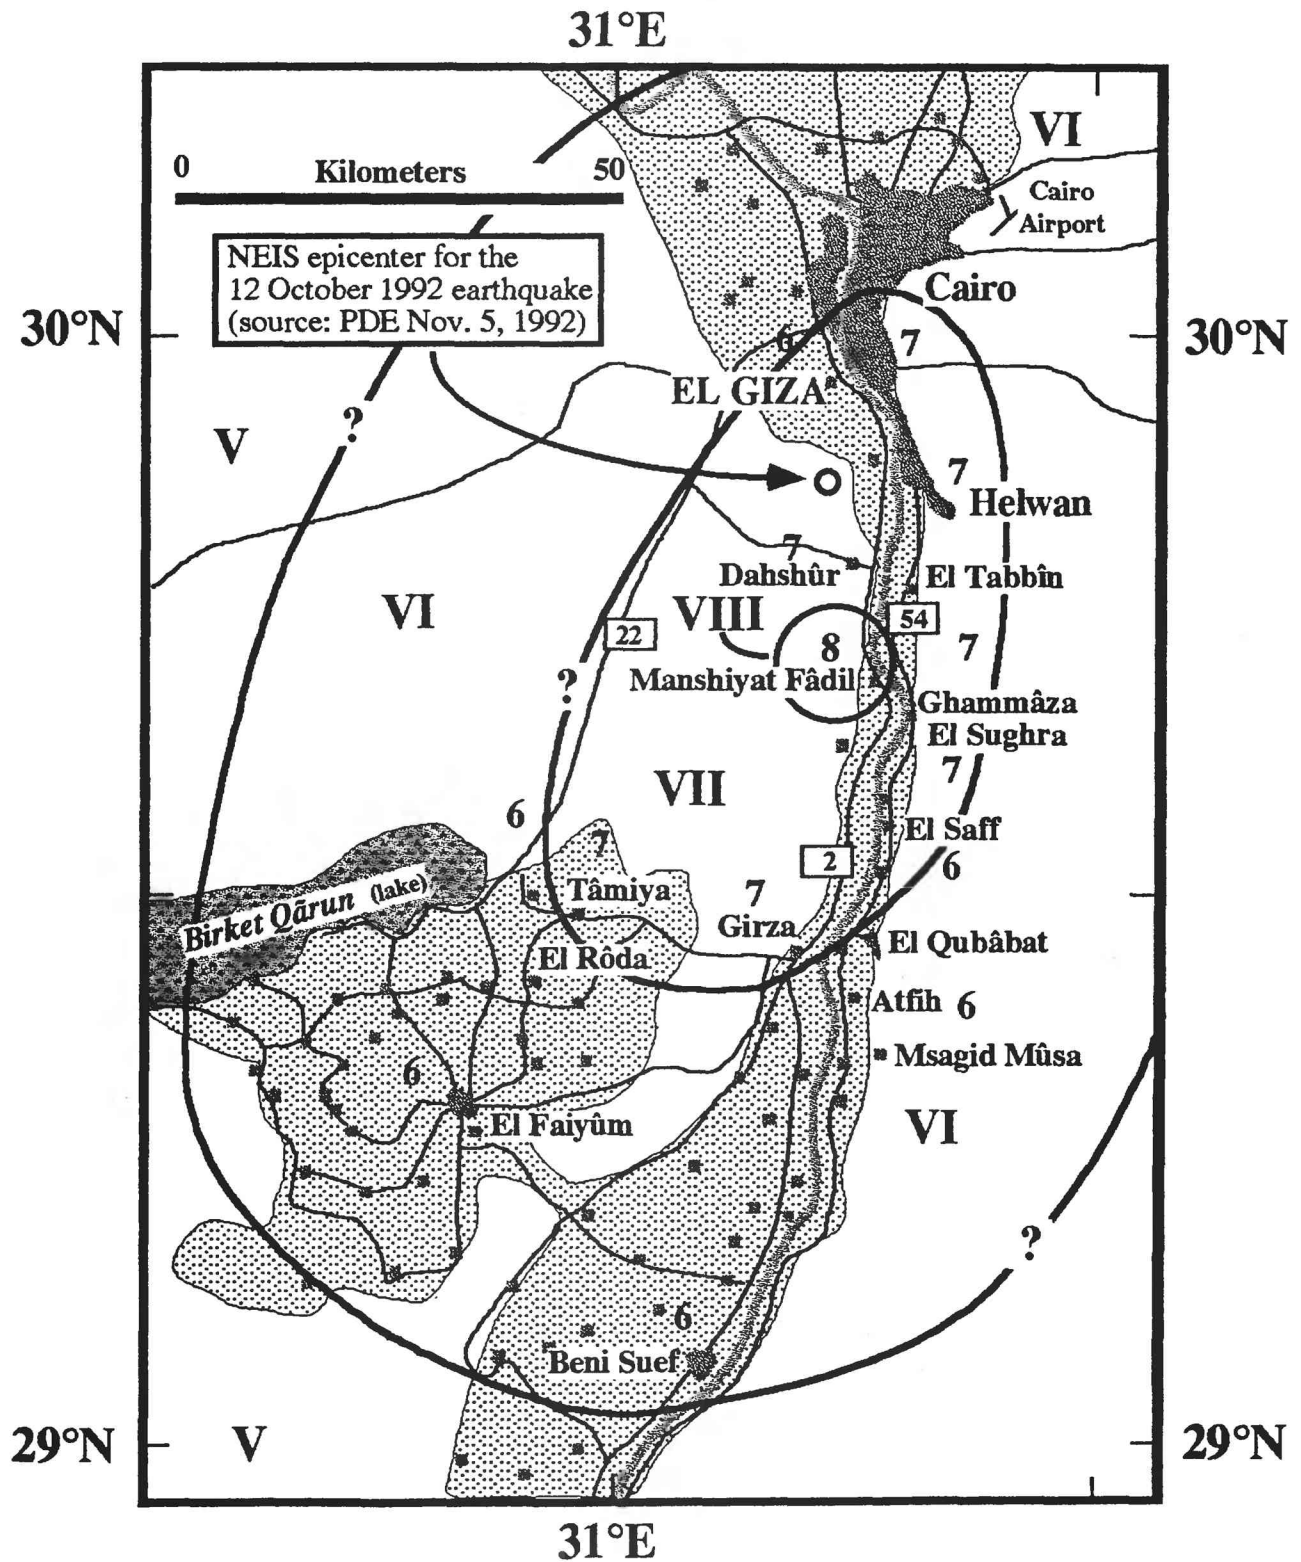 31°E
VI
0 Kilometers 50
Cairo
Airport
NEIS epicenter for the
12 October 1992 earthquake
(source: PDE Nov. 5, 1992)
Cairo
30°N
6
7
30°N
EL GIZA
?
V
7
Helwan
7
Dahshûr
El Tabbîn
VI
VIII
22
54
8
7
Manshiyat Fâdil
?
Ghammâza
El Sughra
7
VII
6
7
El Saff
2
6
Birket Qãrun (lake)
Tâmiya
7
Girza
El Qubâbat
El Rôda
Atfih 6
Msagid Mûsa
6
El Faiyûm
VI
?
6
Beni Suef
29°N
V
29°N
31°E